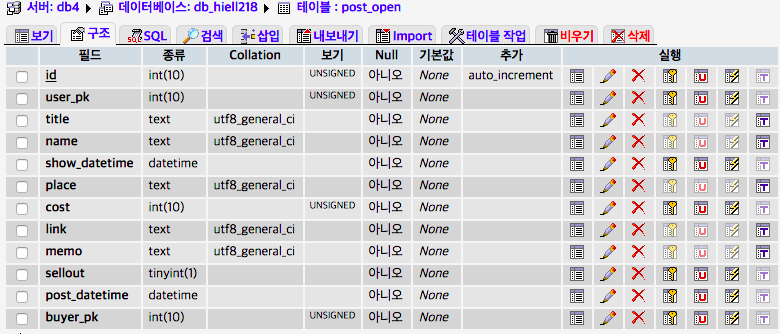 서버: db4 ▶ 데이터베이스: db_hiell218 ▶ 테이블 : post_open
보기 구조 SQL 검색 삽입 내보내기 Import 테이블 작업 비우기 삭제
필드 종류 Collation 보기 Null 기본값 추가 실행
id int(10) UNSIGNED 아니오 None auto_increment
user_pk int(10) UNSIGNED 아니오 None
title text utf8_general_ci 아니오 None
name text utf8_general_ci 아니오 None
show_datetime datetime 아니오 None
place text utf8_general_ci 아니오 None
cost int(10) UNSIGNED 아니오 None
link text utf8_general_ci 아니오 None
memo text utf8_general_ci 아니오 None
sellout tinyint(1) 아니오 None
post_datetime datetime 아니오 None
buyer_pk int(10) UNSIGNED 아니오 None